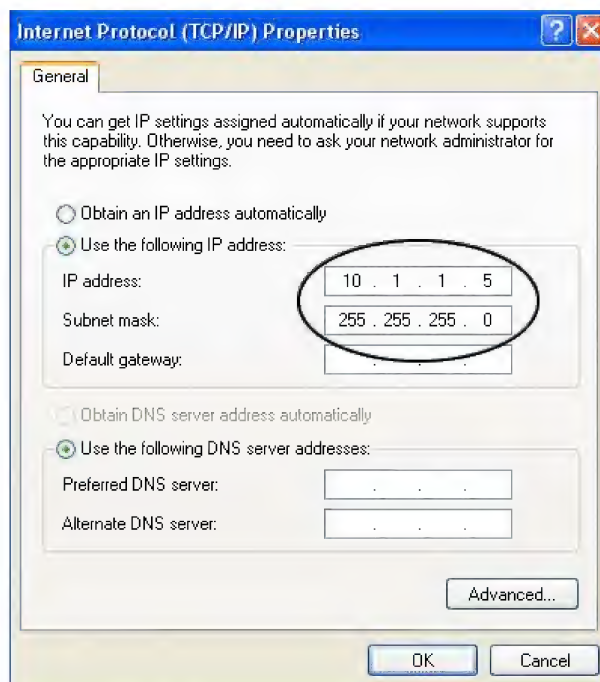 Internet Protocol (TCP/IP) Properties
?
General
You can get IP settings assigned automatically if your network supports
this capability. Otherwise, you need to ask your network administrator for
the appropriate IP settings.
Obtain an IP address automatically
Use the following IP address:
IP address: 10 . 1 . 1 . 5
Subnet mask: 255 . 255 . 255 . 0
Default gateway: . . .
Obtain DNS server address automatically
Use the following DNS server addresses:
Preferred DNS server: . . .
Alternate DNS server: . . .
Advanced...
OK Cancel